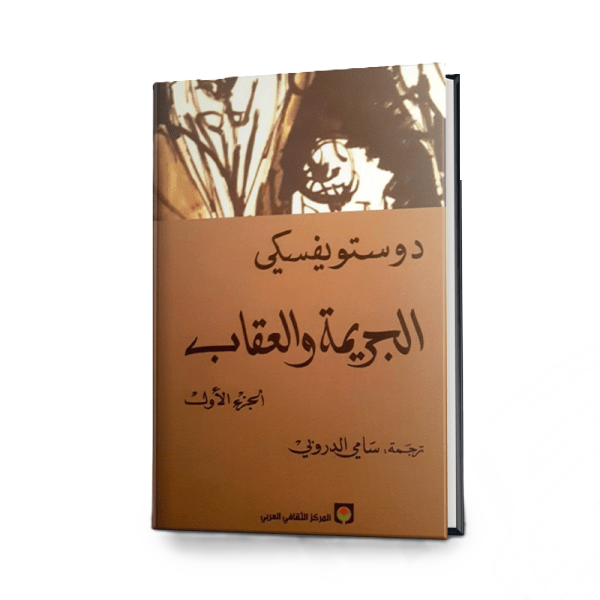 دوستويفسكي
الجريمة والعقاب
الجزء الأول
ترجمة: سامي الدروبي
المركز الثقافي العربي